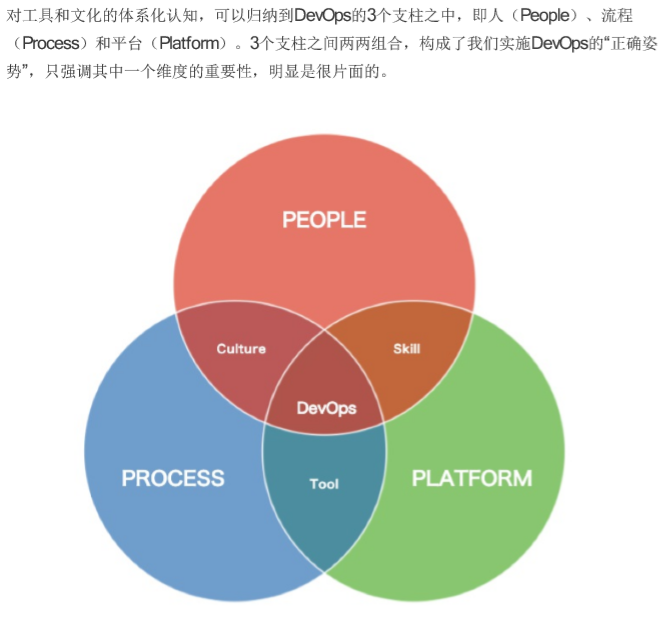 对工具和文化的体系化认知，可以归纳到DevOps的3个支柱之中，即人（People）、流程
（Process）和平台（Platform）。3个支柱之间两两组合，构成了我们实施DevOps的“正确姿
势”，只强调其中一个维度的重要性，明显是很片面的。
PEOPLE
Culture
Skill
DevOps
PROCESS
Tool
PLATFORM